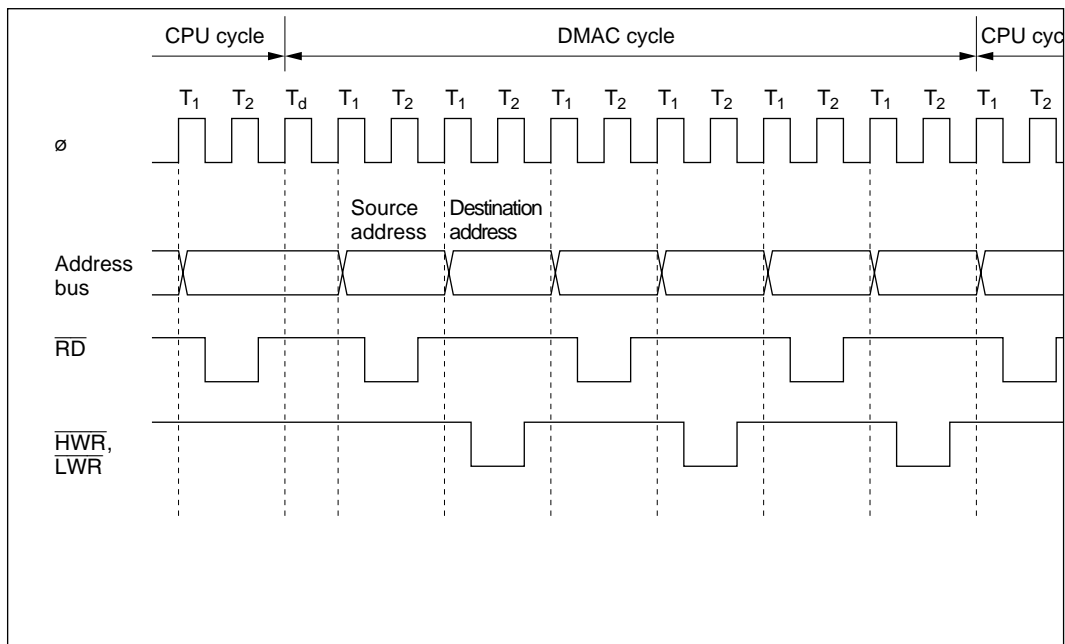 CPU cycle DMAC cycle CPU cyc
T1 T2 Td T1 T2 T1 T2 T1 T2 T1 T2 T1 T2 T1 T2 T1 T2
ø
Source address
Destination address
Address bus
RD
HWR,
LWR